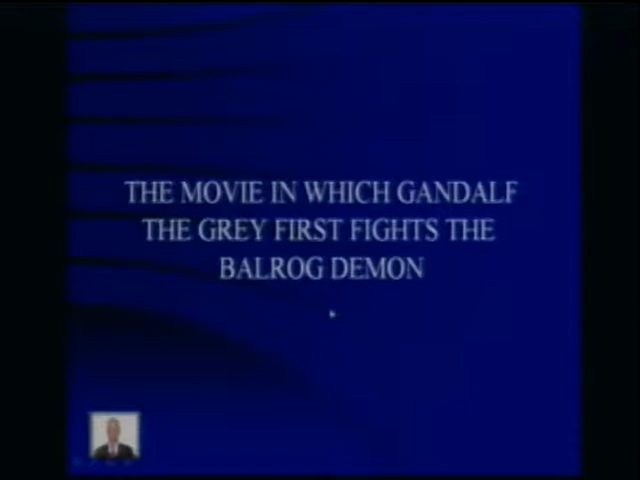 THE MOVIE IN WHICH GANDALF
THE GREY FIRST FIGHTS THE
BALROG DEMON